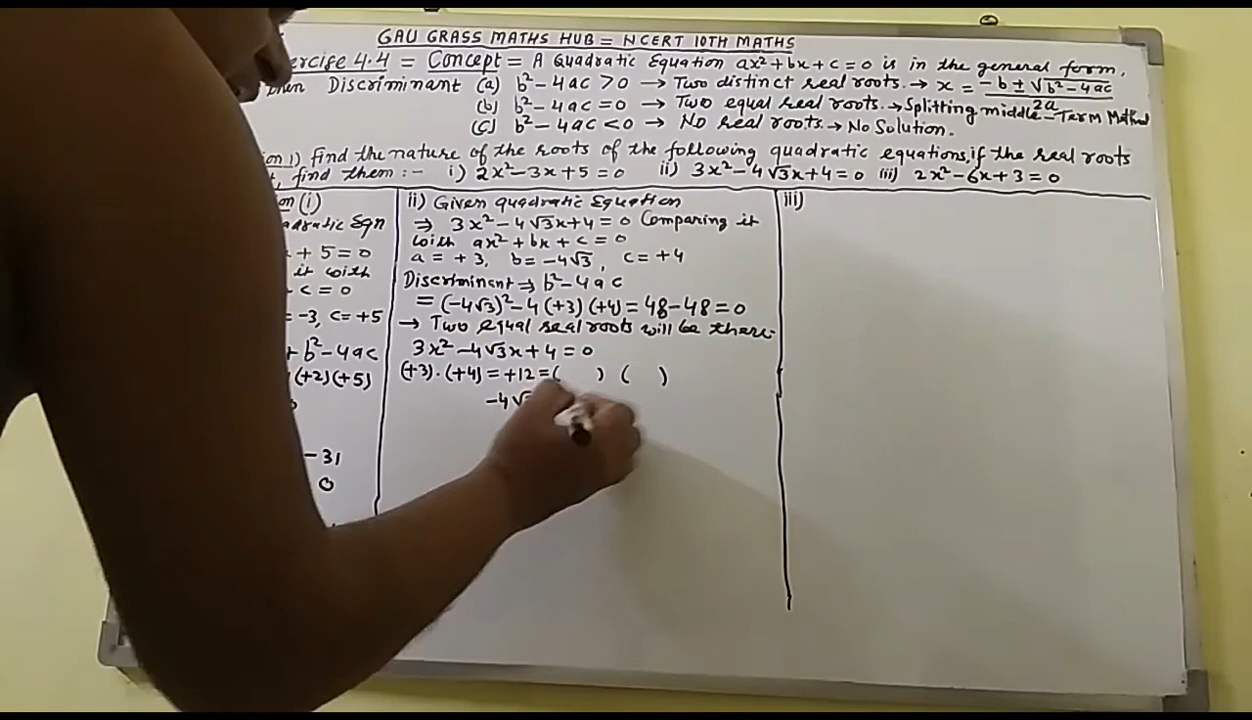 GAU GRASS MATHS HUB = NCERT 10TH MATHS
ercise 4.4 = Concept = A Quadratic Equation ax²+bx+c=0 is in the general form,
Discriminant (a) b²-4ac>0 → Two distinct real roots.→ x = -b±√b²-4ac / 2a
(b) b²-4ac=0 → Two equal real roots.→Splitting middle-Term Method
(c) b²-4ac<0 → No real roots.→No Solution.
on 1) find the nature of the roots of the following quadratic equations, if the real roots
find them :- i) 2x²-3x+5=0 ii) 3x²-4√3x+4=0 iii) 2x²-6x+3=0
on (i)
adratic Eqn
+5=0
it with
c=0
=-3, c=+5
b²-4ac
(+2)(+5)
-31
0
ii) Given quadratic Equation
⇒ 3x²-4√3x+4=0 Comparing it
with ax²+bx+c=0
a=+3, b=-4√3, c=+4
Discriminant ⇒ b²-4ac
=(-4√3)²-4(+3)(+4)=48-48=0
→ Two equal real roots will be there.
3x²-4√3x+4=0
(+3).(+4)=+12=( ) ( )
-4√
iii)